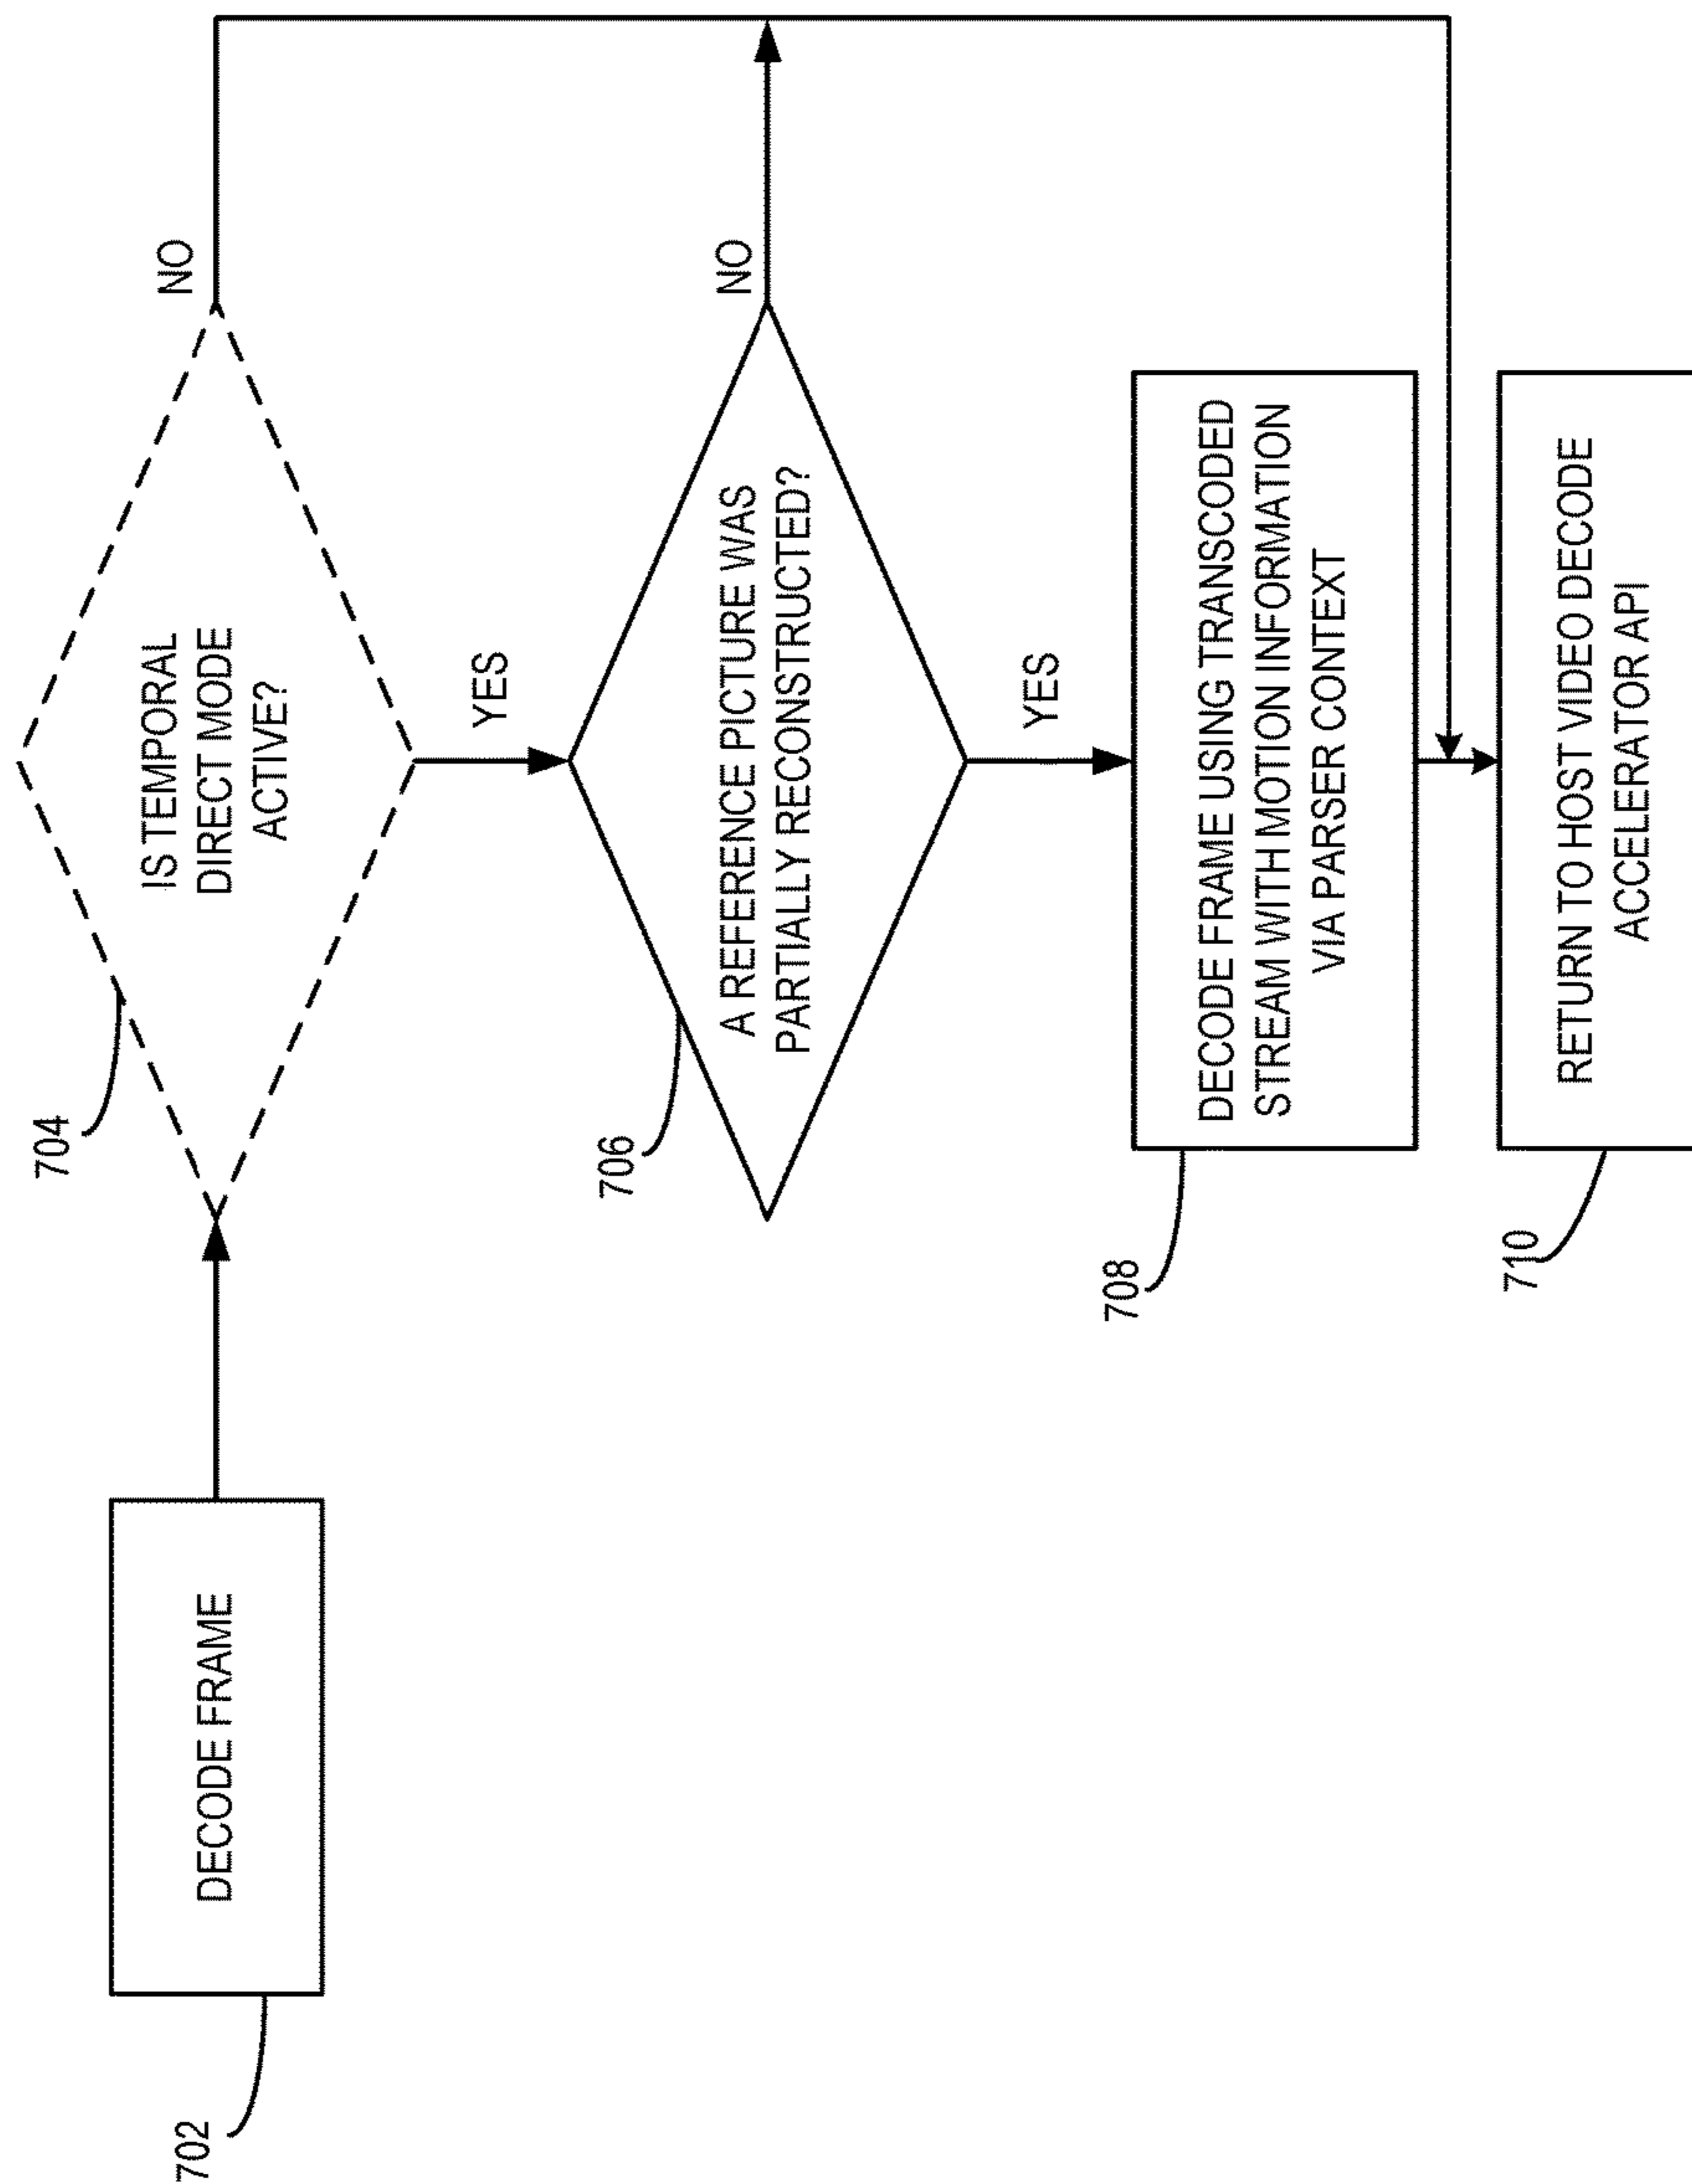 702
DECODE FRAME
704
IS TEMPORAL
DIRECT MODE
ACTIVE?
NO
YES
706
A REFERENCE PICTURE WAS
PARTIALLY RECONSTRUCTED?
NO
YES
708
DECODE FRAME USING TRANSCODED
STREAM WITH MOTION INFORMATION
VIA PARSER CONTEXT
710
RETURN TO HOST VIDEO DECODE
ACCELERATOR API